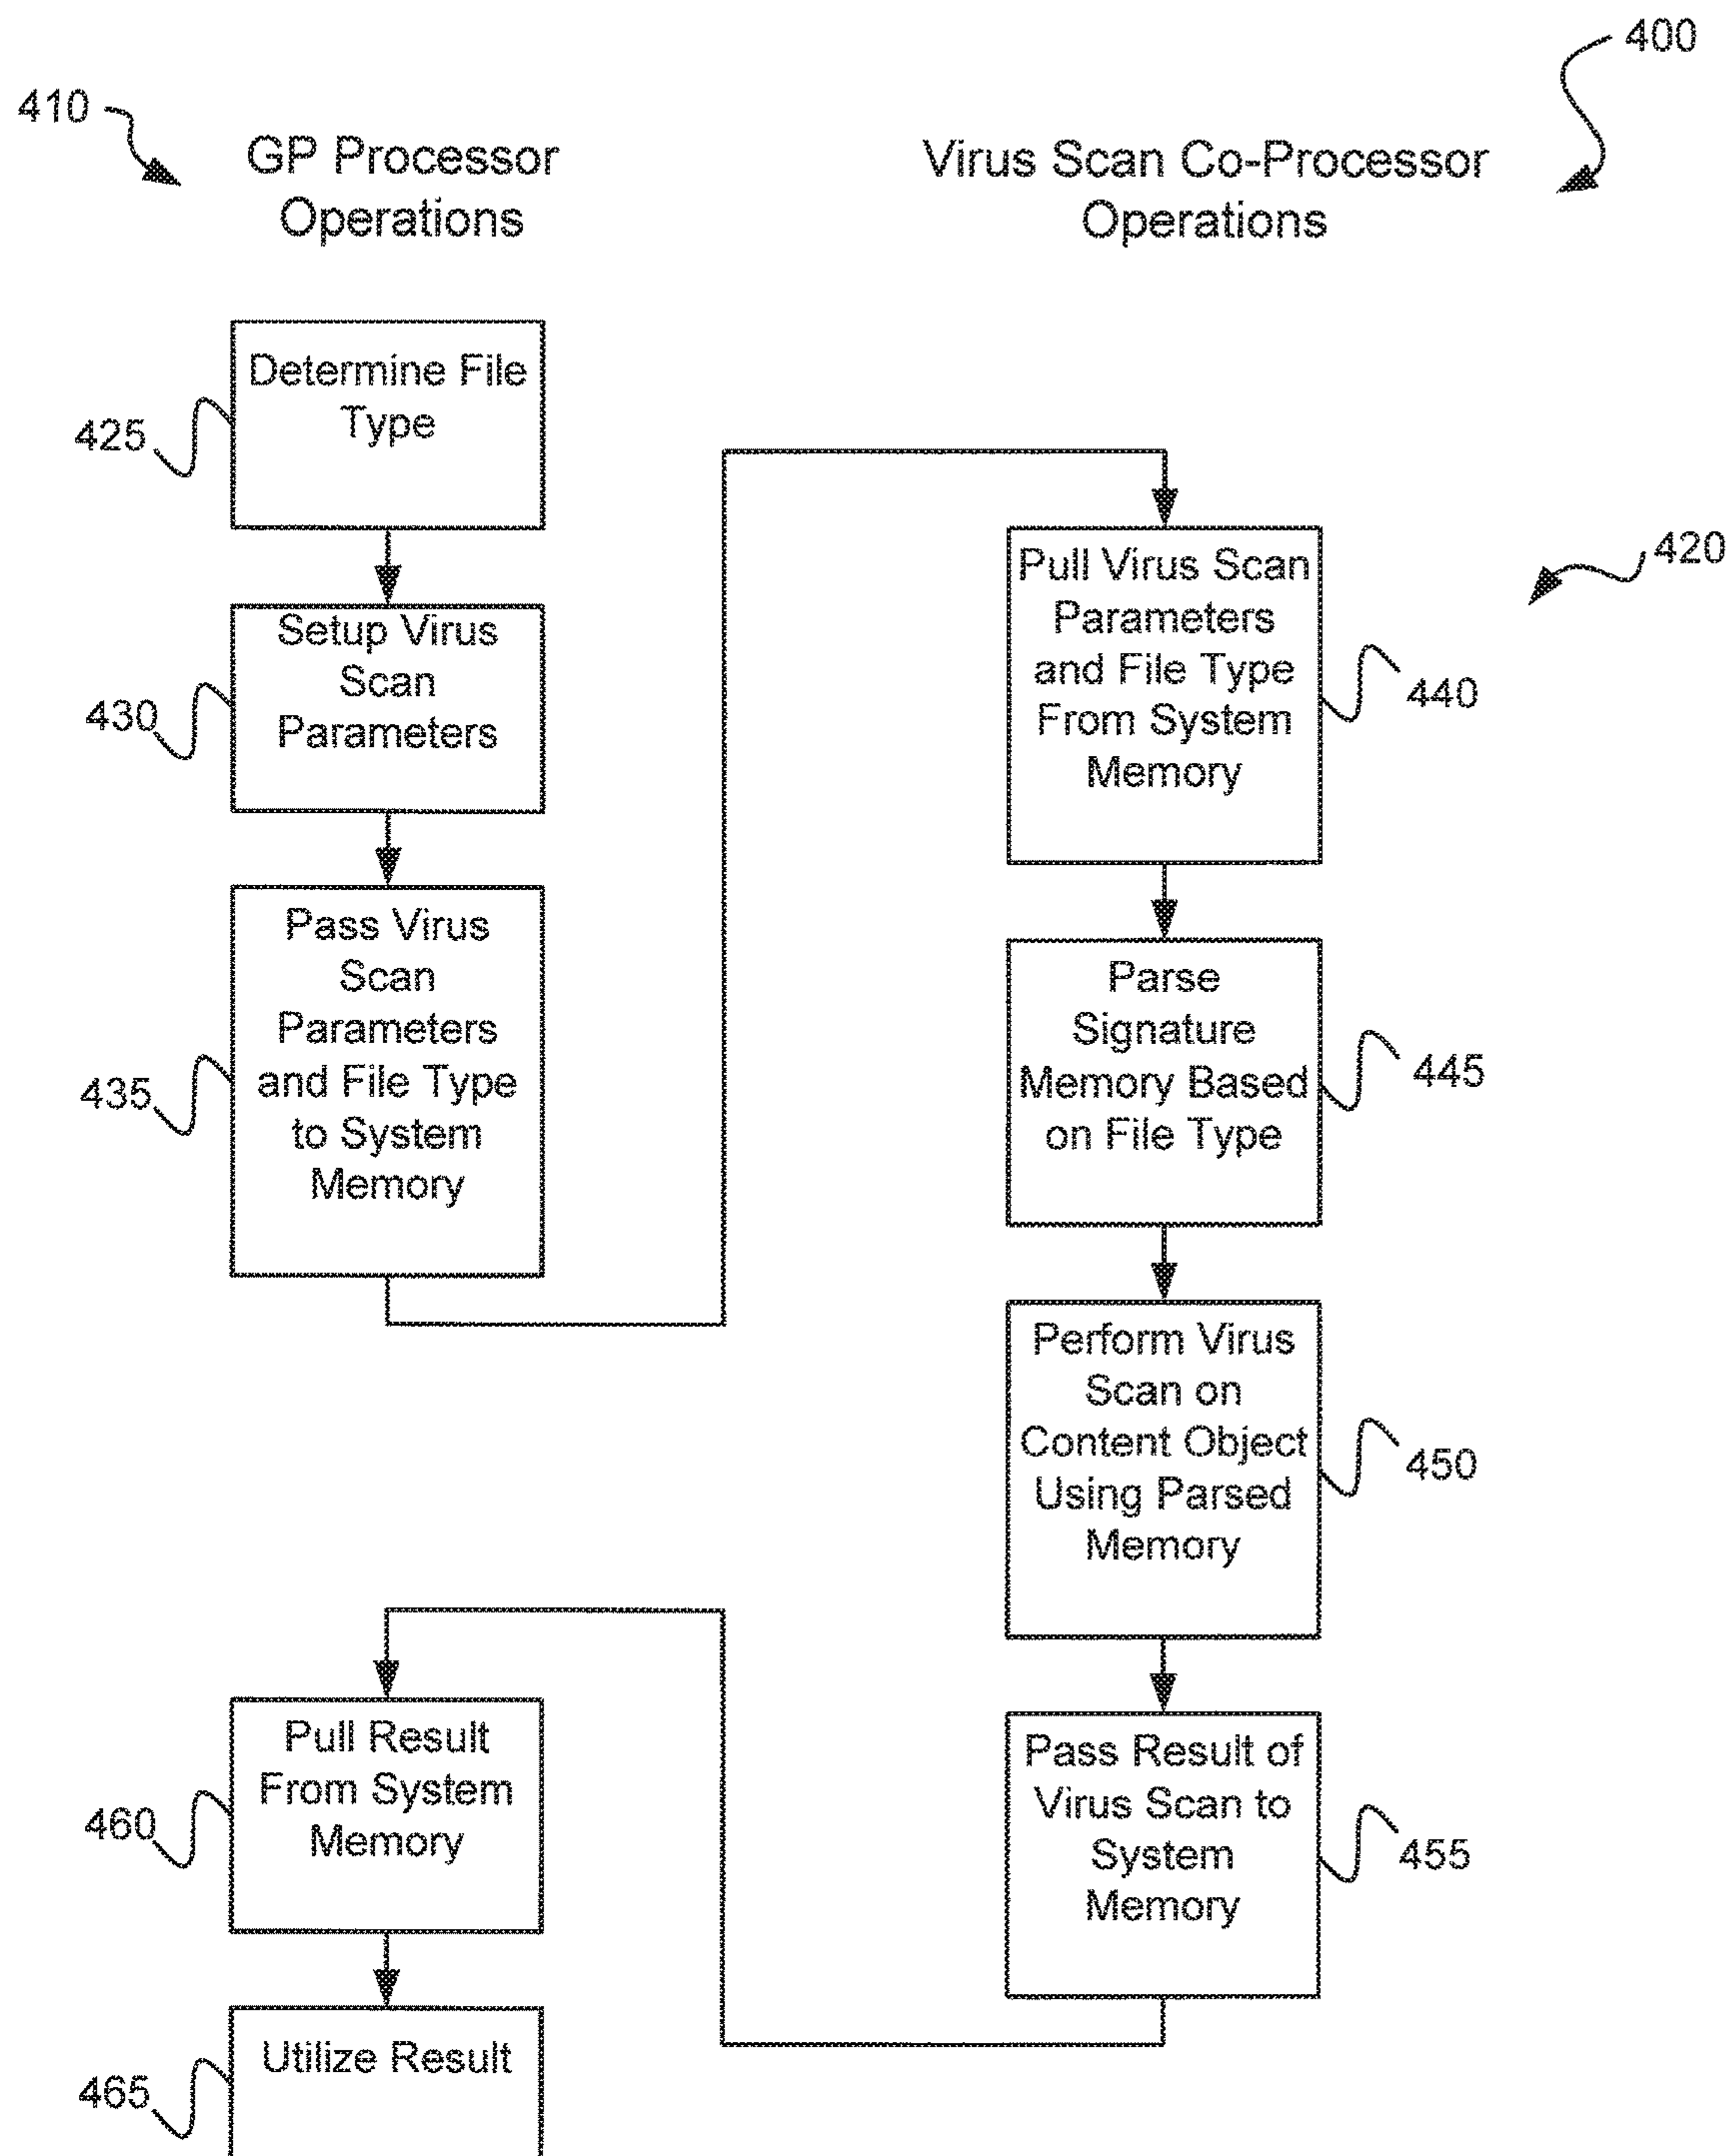 400
410
GP Processor
Operations
Virus Scan Co-Processor
Operations
Determine File
Type
425
Setup Virus
Scan
Parameters
430
Pass Virus
Scan
Parameters
and File Type
to System
Memory
435
420
Pull Virus Scan
Parameters
and File Type
From System
Memory
440
Parse
Signature
Memory Based
on File Type
445
Perform Virus
Scan on
Content Object
Using Parsed
Memory
450
Pass Result of
Virus Scan to
System
Memory
455
Pull Result
From System
Memory
460
Utilize Result
465